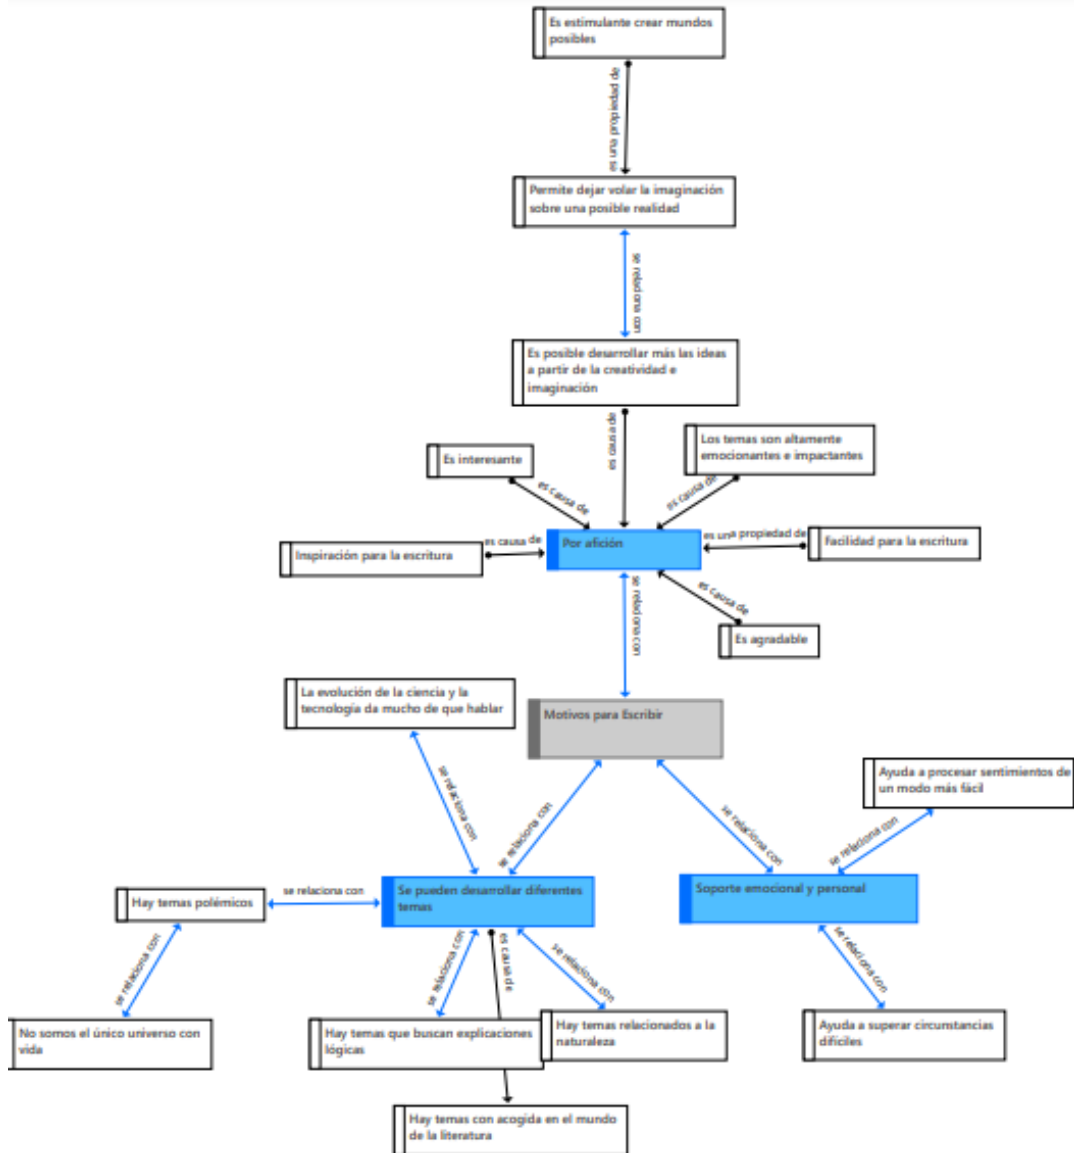 Es estimulante crear mundos
posibles
es una propiedad de
Permite dejar volar la imaginación
sobre una posible realidad
se relaciona con
Es posible desarrollar más las ideas
a partir de la creatividad e
imaginación
es causa de
Es interesante
es causa de
Los temas son altamente
emocionantes e impactantes
es causa de
Inspiración para la escritura
es causa de
Por afición
es una propiedad de
Facilidad para la escritura
es causa de
Es agradable
se relaciona con
La evolución de la ciencia y la
tecnología da mucho de que hablar
Motivos para Escribir
se relaciona con
se relaciona con
se relaciona con
Ayuda a procesar sentimientos de
un modo más fácil
se relaciona con
Hay temas polémicos
se relaciona con
Se pueden desarrollar diferentes
temas
Soporte emocional y personal
se relaciona con
se relaciona con
es causa de
se relaciona con
se relaciona con
No somos el único universo con
vida
Hay temas que buscan explicaciones
lógicas
Hay temas relacionados a la
naturaleza
Ayuda a superar circunstancias
difíciles
Hay temas con acogida en el mundo
de la literatura